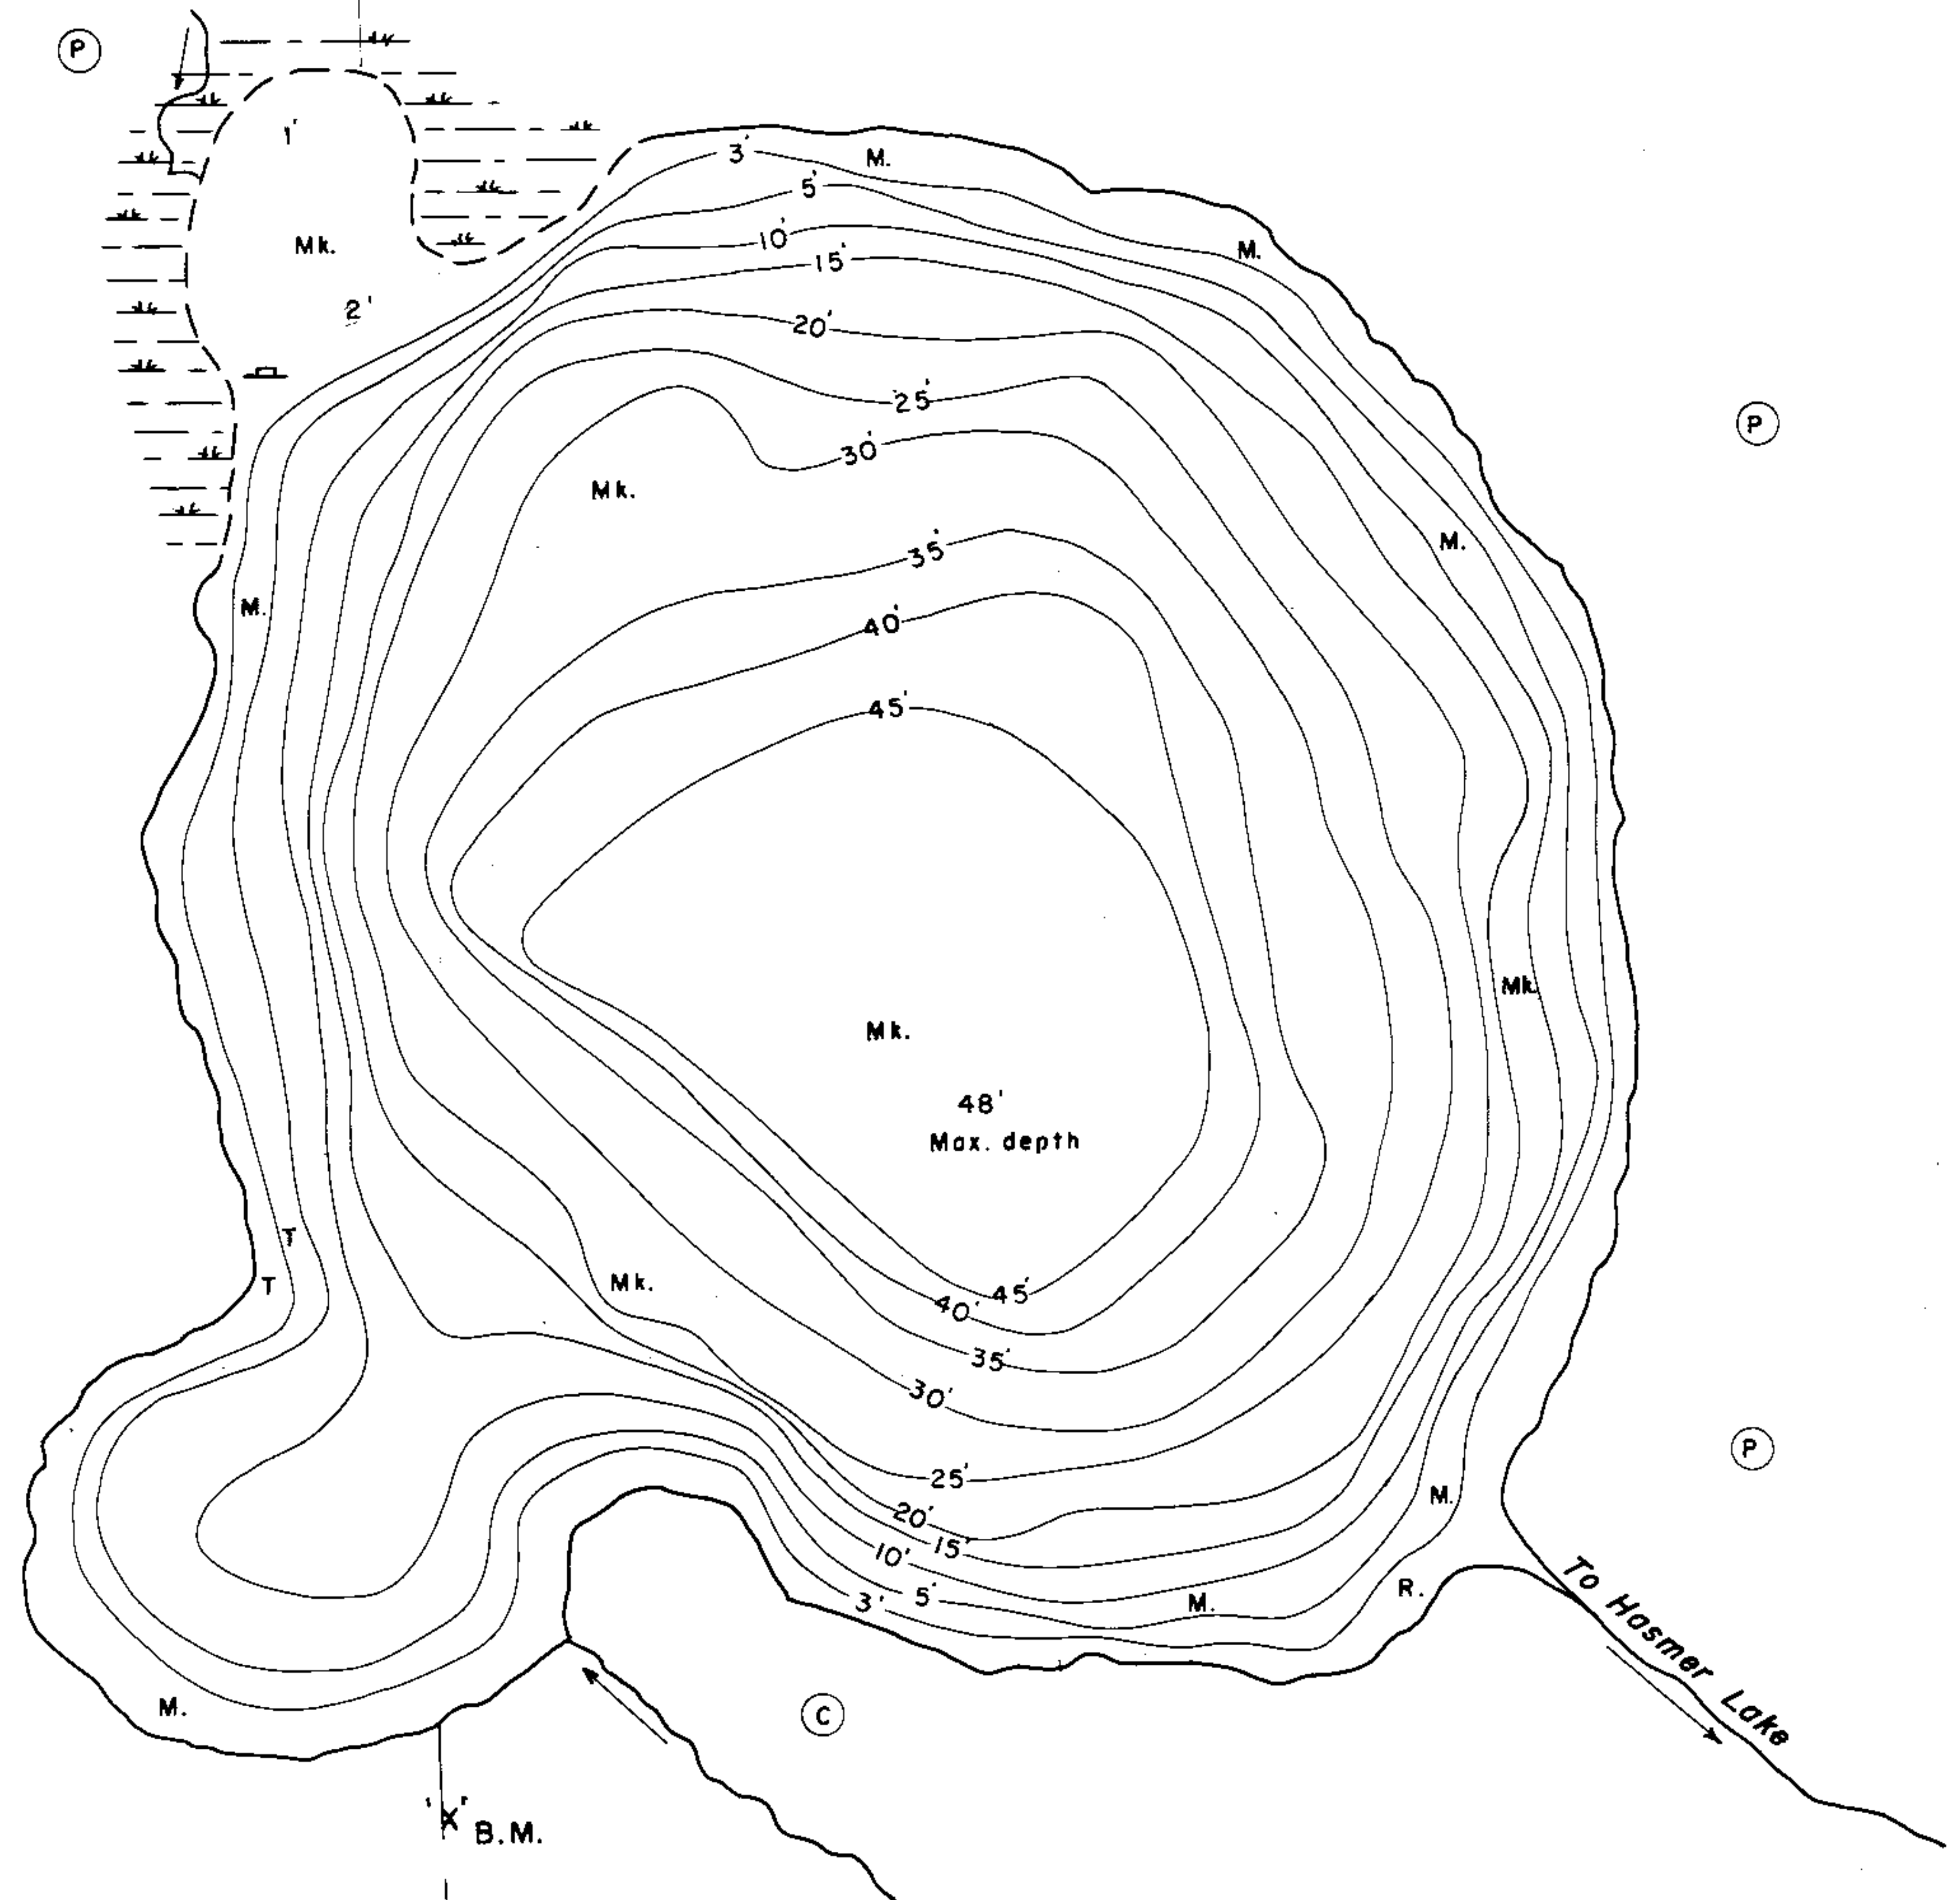 P
1'
Mk.
2'
3'
M.
5'
10'
15'
M.
20'
25'
P
30'
Mk.
35'
M.
M.
40'
45'
Mk.
Mk.
48'
Max. depth
T
T
Mk.
45'
40'
35'
30'
P
25'
M.
20'
15'
10'
R.
5'
3'
M.
To Hasmer Lake
M.
C
'X'
B.M.